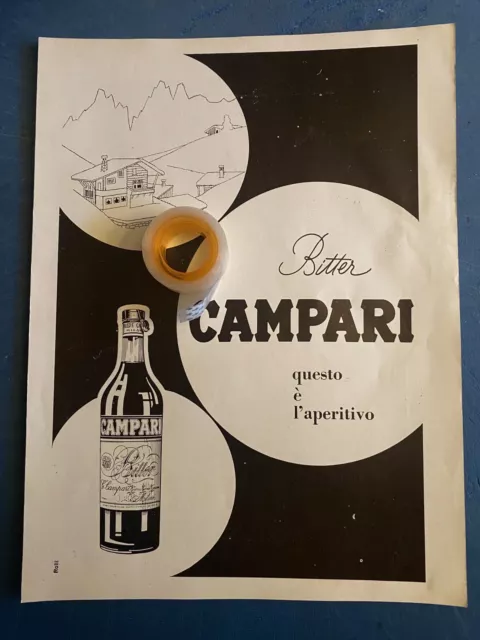 Bitter
CAMPARI
questo
è
l'aperitivo
CAMPARI
Bitter